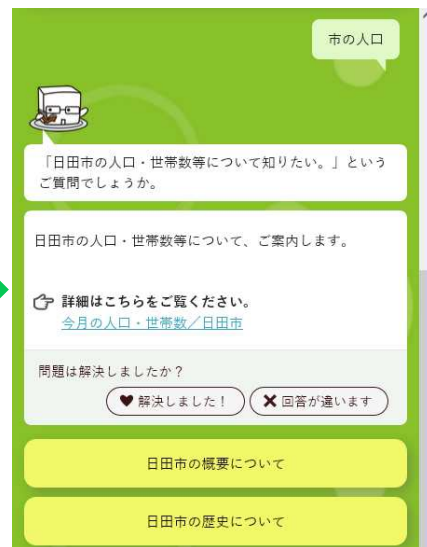 市の人口
「日田市の人口・世帯数等について知りたい。」という
ご質問でしょうか。
日田市の人口・世帯数等について、ご案内します。
詳細はこちらをご覧ください。
今月の人口・世帯数／日田市
問題は解決しましたか？
解決しました！
回答が違います
日田市の概要について
日田市の歴史について